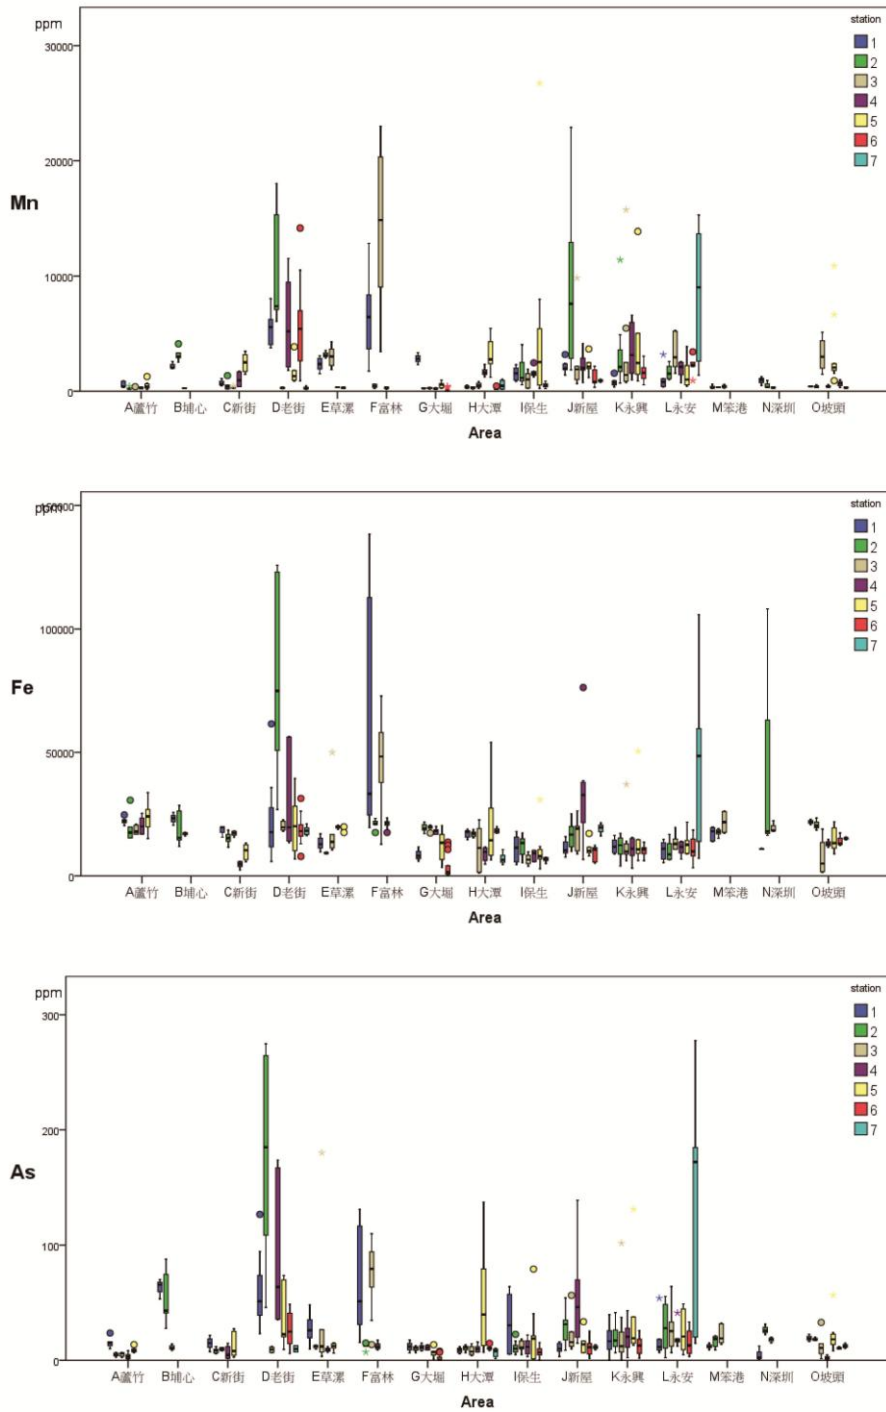 ppm
station
30000
1
2
3
4
5
20000
6
7
Mn
10000
0
A蘆竹 B埔心 C新街 D老街 E草漯 F富林 G大堀 H大潭 I保生 J新屋 K永興 L永安 M笨港 N深圳 O坡頭
Area
150000
ppm
station
1
2
3
4
5
100000
6
7
Fe
50000
0
A蘆竹 B埔心 C新街 D老街 E草漯 F富林 G大堀 H大潭 I保生 J新屋 K永興 L永安 M笨港 N深圳 O坡頭
Area
ppm
station
300
1
2
3
4
5
6
200
7
As
100
0
A蘆竹 B埔心 C新街 D老街 E草漯 F富林 G大堀 H大潭 I保生 J新屋 K永興 L永安 M笨港 N深圳 O坡頭
Area